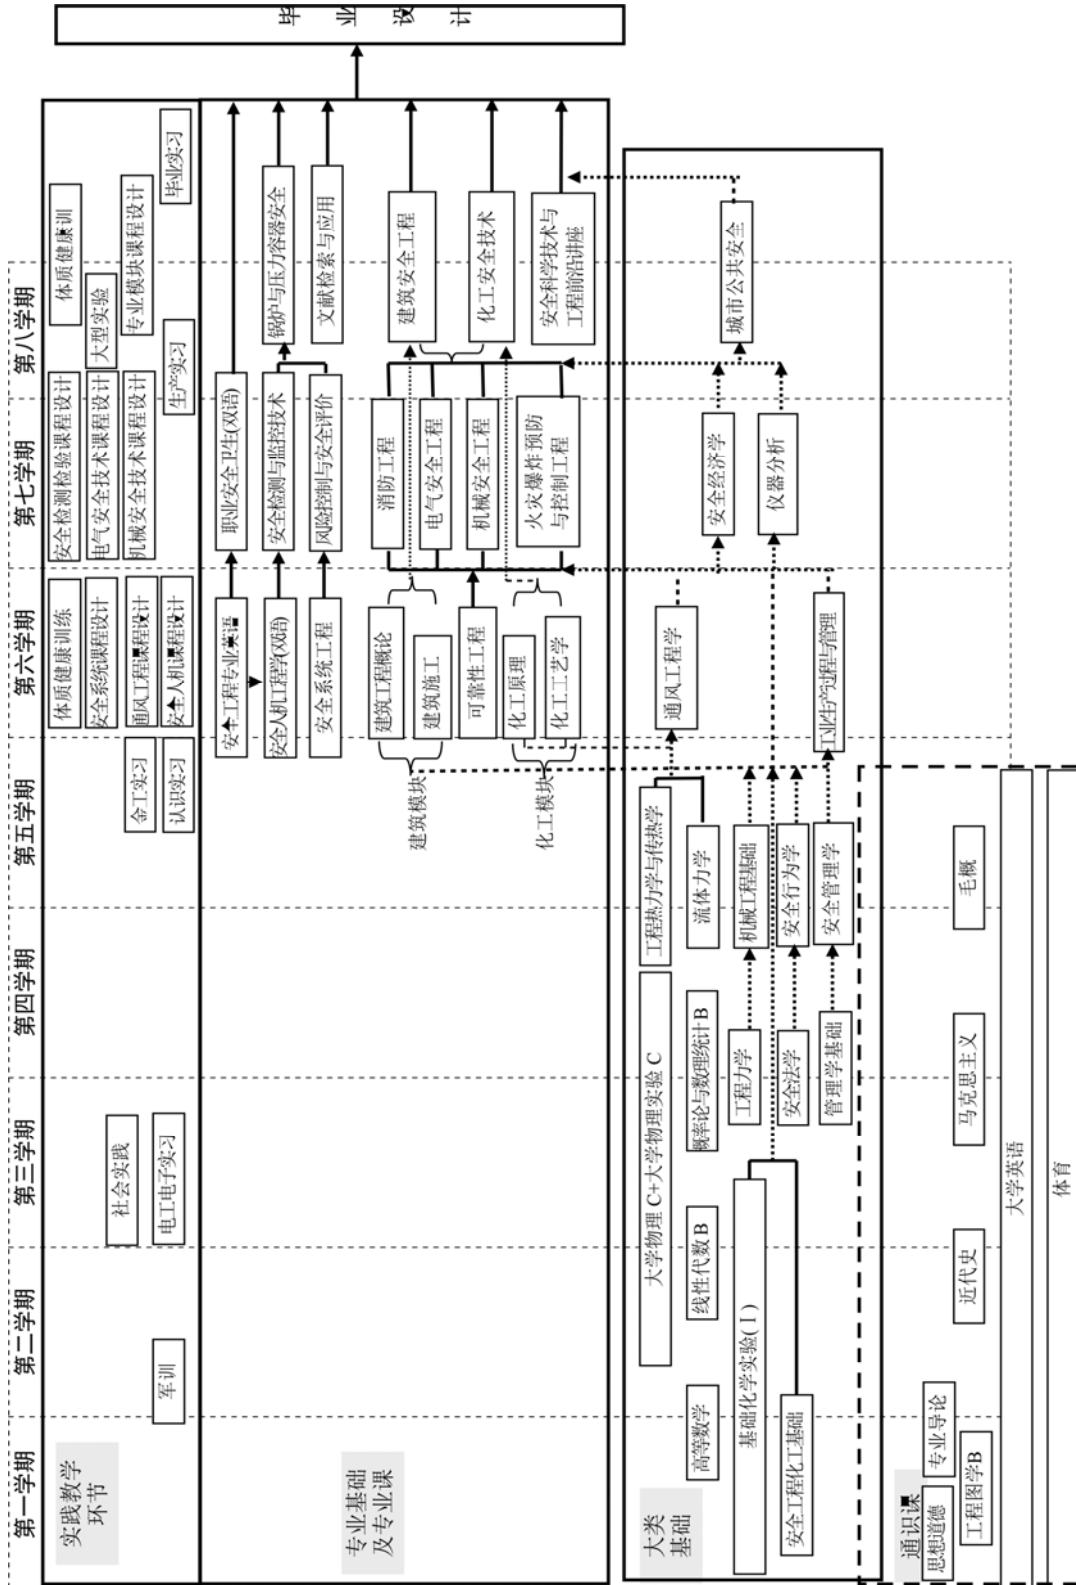 毕业设计
第一学期
第二学期
第三学期
第四学期
第五学期
第六学期
第七学期
第八学期
实践教学
环节
军训
社会实践
电工电子实习
金工实习
认识实习
体质健康训练
安全系统课程设计
通风工程课程设计
安全人机课程设计
安全检测检验课程设计
电气安全技术课程设计
机械安全技术课程设计
生产实习
体质健康训
大型实验
专业模块课程设计
毕业实习
专业基础
及专业课
安全工程专业英语
安全人机工程学(双语)
安全系统工程
职业安全卫生(双语)
安全检测与监控技术
风险控制与安全评价
锅炉与压力容器安全
文献检索与应用
建筑模块
建筑工程概论
建筑施工
可靠性工程
化工模块
化工原理
化工工艺学
消防工程
电气安全工程
机械安全工程
火灾爆炸预防
与控制工程
建筑安全工程
化工安全技术
安全科学技术与
工程前沿讲座
大类
基础
大学物理C+大学物理实验C
工程热力学与传热学
通风工程学
高等数学
线性代数B
概率论与数理统计B
流体力学
安全经济学
城市公共安全
基础化学实验(I)
工程力学
机械工程基础
仪器分析
安全工程化工基础
安全法学
安全行为学
管理学基础
安全管理学
工业生产过程与管理
通识课
思想道德
专业导论
工程图学B
近代史
马克思主义
毛概
大学英语
体育